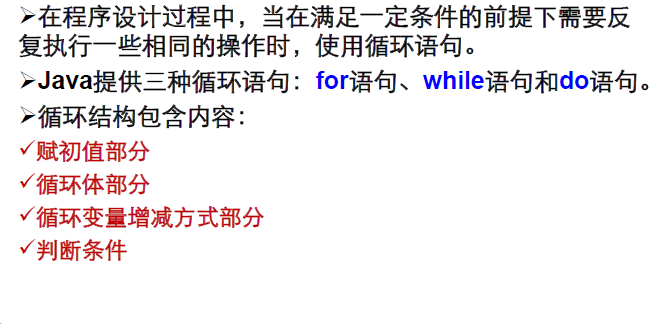 ➢在程序设计过程中，当在满足一定条件的前提下需要反
复执行一些相同的操作时，使用循环语句。
➢Java提供三种循环语句：for语句、while语句和do语句。
➢循环结构包含内容：
✓赋初值部分
✓循环体部分
✓循环变量增减方式部分
✓判断条件